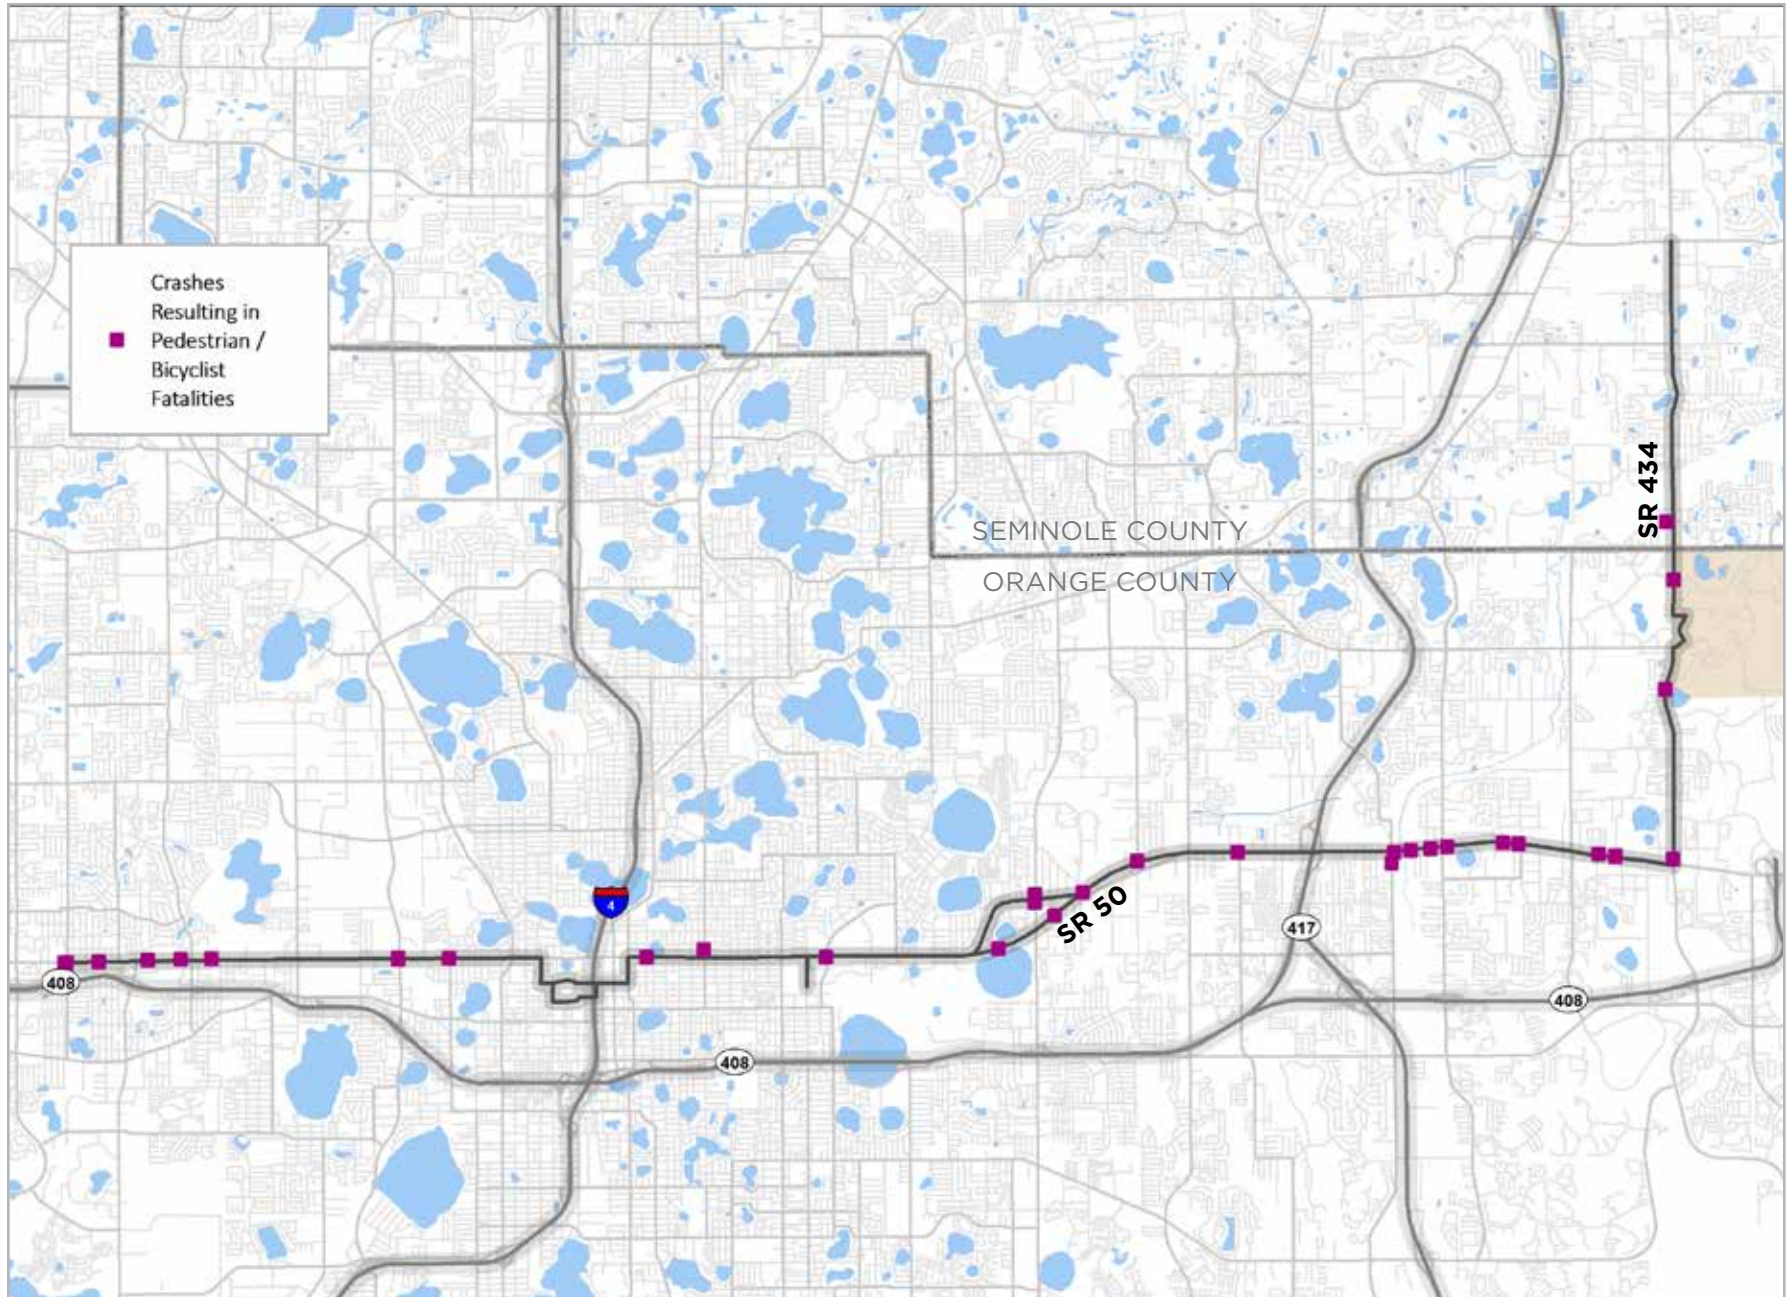 Crashes
Resulting in
Pedestrian /
Bicyclist
Fatalities
SR 434
SEMINOLE COUNTY
ORANGE COUNTY
4
SR 50
417
408
408
408